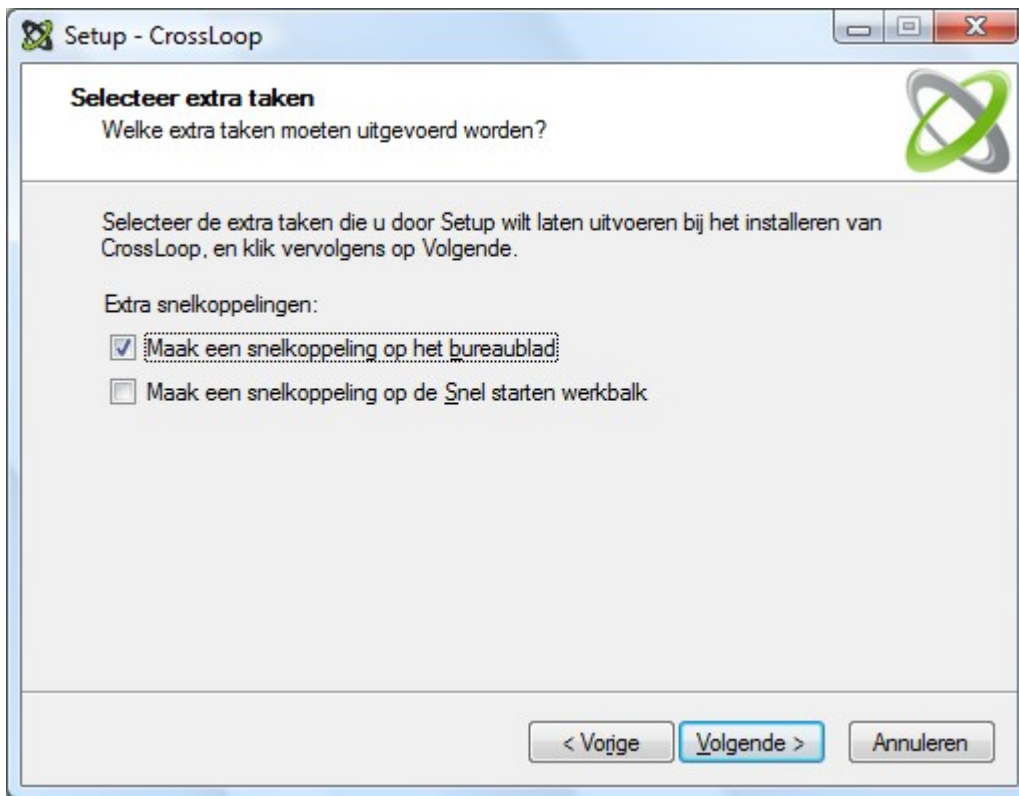 Setup - CrossLoop
Selecteer extra taken
Welke extra taken moeten uitgevoerd worden?
Selecteer de extra taken die u door Setup wilt laten uitvoeren bij het installeren van
CrossLoop, en klik vervolgens op Volgende.
Extra snelkoppelingen:
Maak een snelkoppeling op het bureaublad
Maak een snelkoppeling op de Snel starten werkbalk
< Vorige
Volgende >
Annuleren